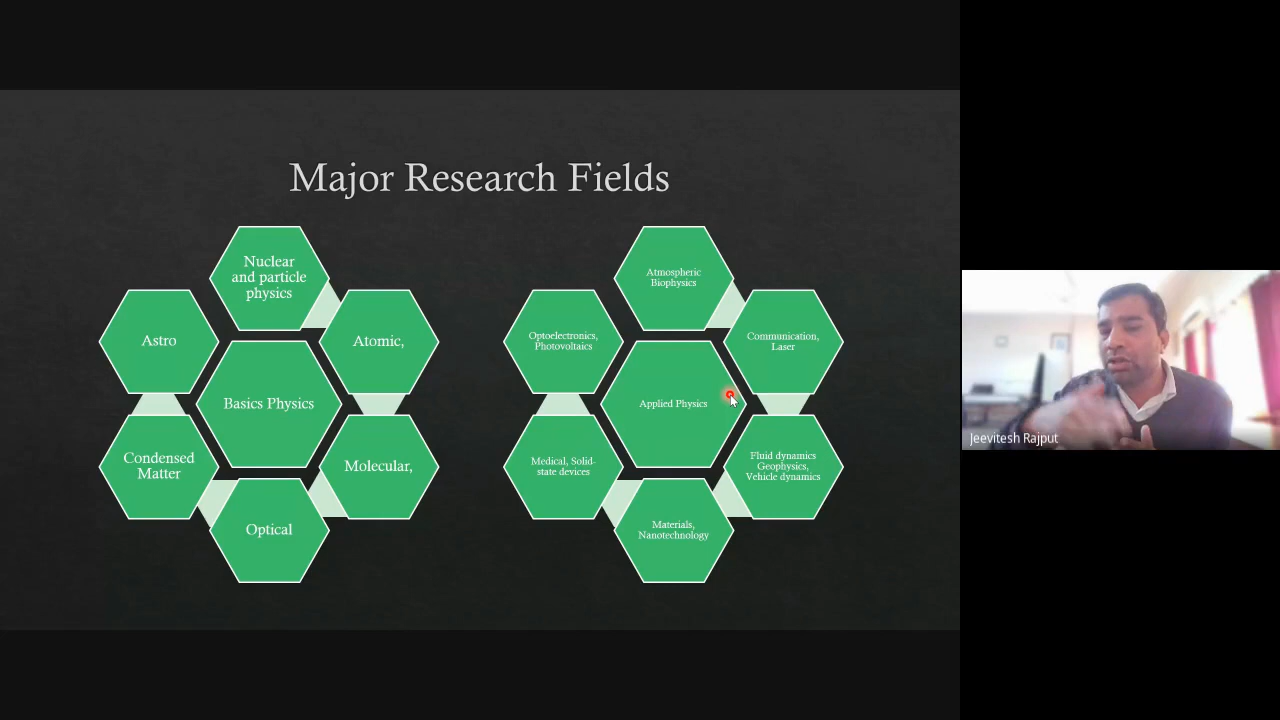 Major Research Fields
Nuclear
and particle
physics
Astro
Atomic,
Basics Physics
Condensed
Matter
Molecular,
Optical
Atmospheric
Biophysics
Optoelectronics,
Photovoltaics
Communication,
Laser
Applied Physics
Medical, Solid-
state devices
Fluid dynamics
Geophysics,
Vehicle dynamics
Materials,
Nanotechnology
Jeevitesh Rajput